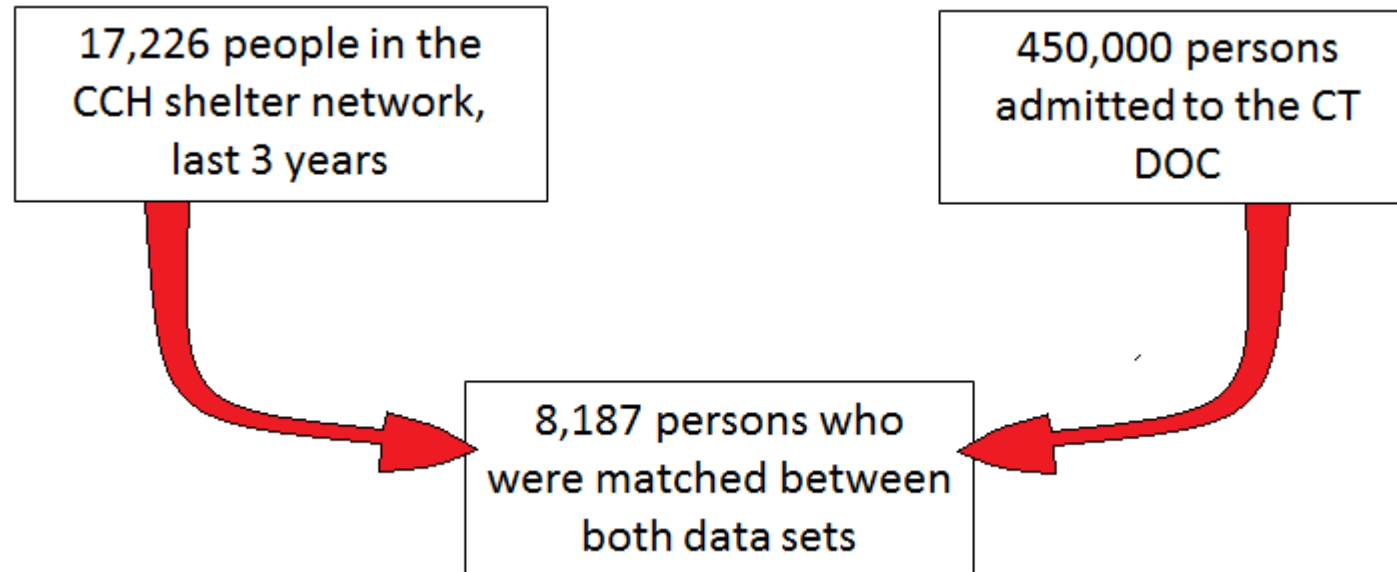 17,226 people in the
CCH shelter network,
last 3 years
450,000 persons
admitted to the CT
DOC
8,187 persons who
were matched between
both data sets